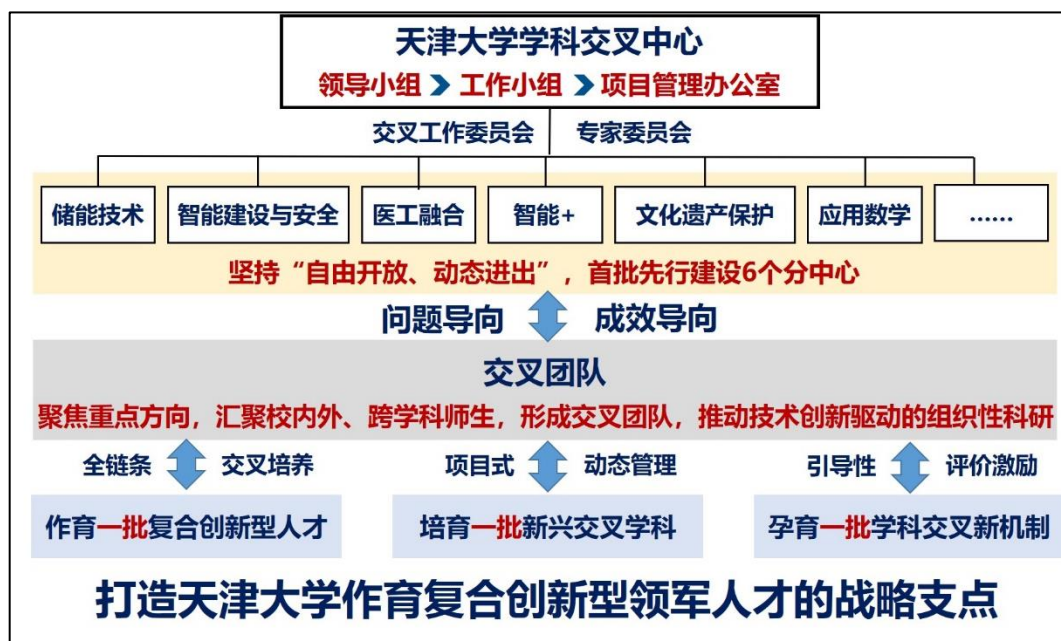 天津大学学科交叉中心
领导小组 > 工作小组 > 项目管理办公室
交叉工作委员会 专家委员会
储能技术 智能建设与安全 医工融合 智能+ 文化遗产保护 应用数学 ……
坚持“自由开放、动态进出”,首批先行建设6个分中心
问题导向 成效导向
交叉团队
聚焦重点方向,汇聚校内外、跨学科师生,形成交叉团队,推动技术创新驱动的组织性科研
全链条 交叉培养 项目式 动态管理 引导性 评价激励
作育一批复合创新型人才 培育一批新兴交叉学科 孕育一批学科交叉新机制
打造天津大学作育复合创新型领军人才的战略支点